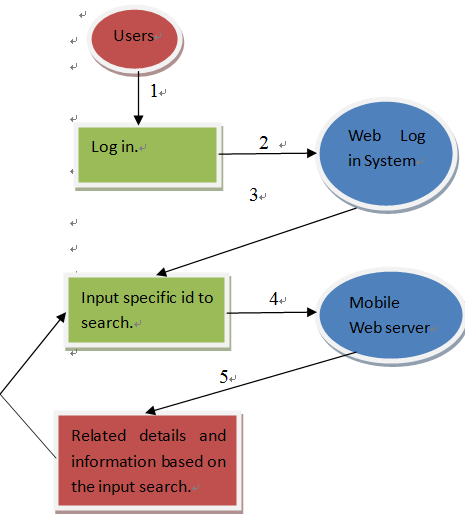 Users
1
Log in.
2
Web Log
in System
3
Input specific id to
search.
4
Mobile
Web server
5
Related details and
information based on
the input search.